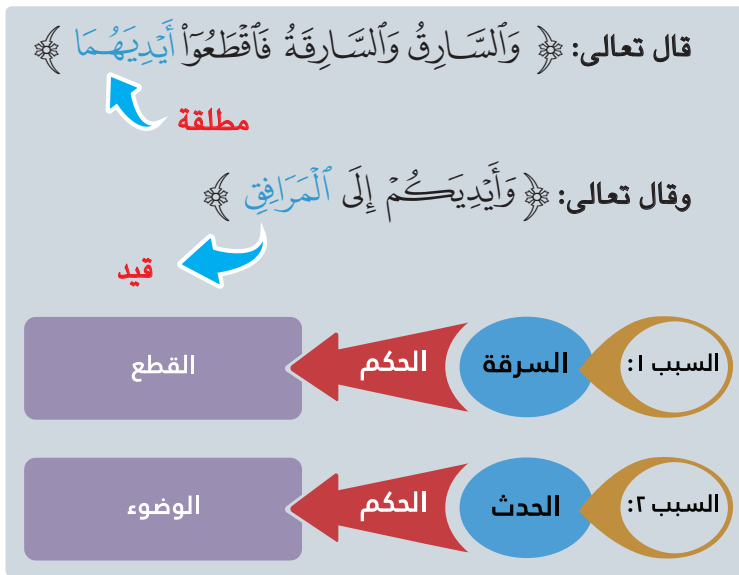 قال تعالى: ﴿ وَٱلسَّارِقُ وَٱلسَّارِقَةُ فَٱقْطَعُوٓا۟ أَيْدِيَهُمَا ﴾
مطلقة
وقال تعالى: ﴿ وَأَيْدِيَكُمْ إِلَى ٱلْمَرَافِقِ ﴾
قيد
السبب ١: السرقة الحكم القطع
السبب ٢: الحدث الحكم الوضوء